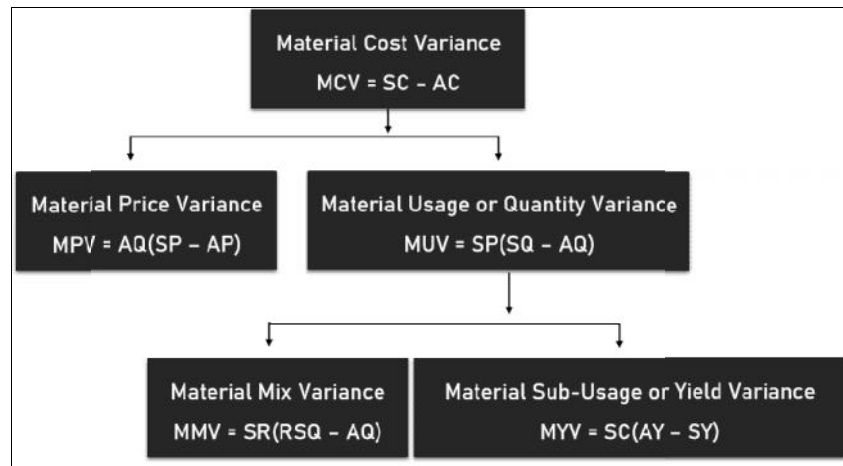 Material Cost Variance
MCV = SC – AC
Material Price Variance
MPV = AQ(SP – AP)
Material Usage or Quantity Variance
MUV = SP(SQ – AQ)
Material Mix Variance
MMV = SR(RSQ – AQ)
Material Sub-Usage or Yield Variance
MYV = SC(AY – SY)